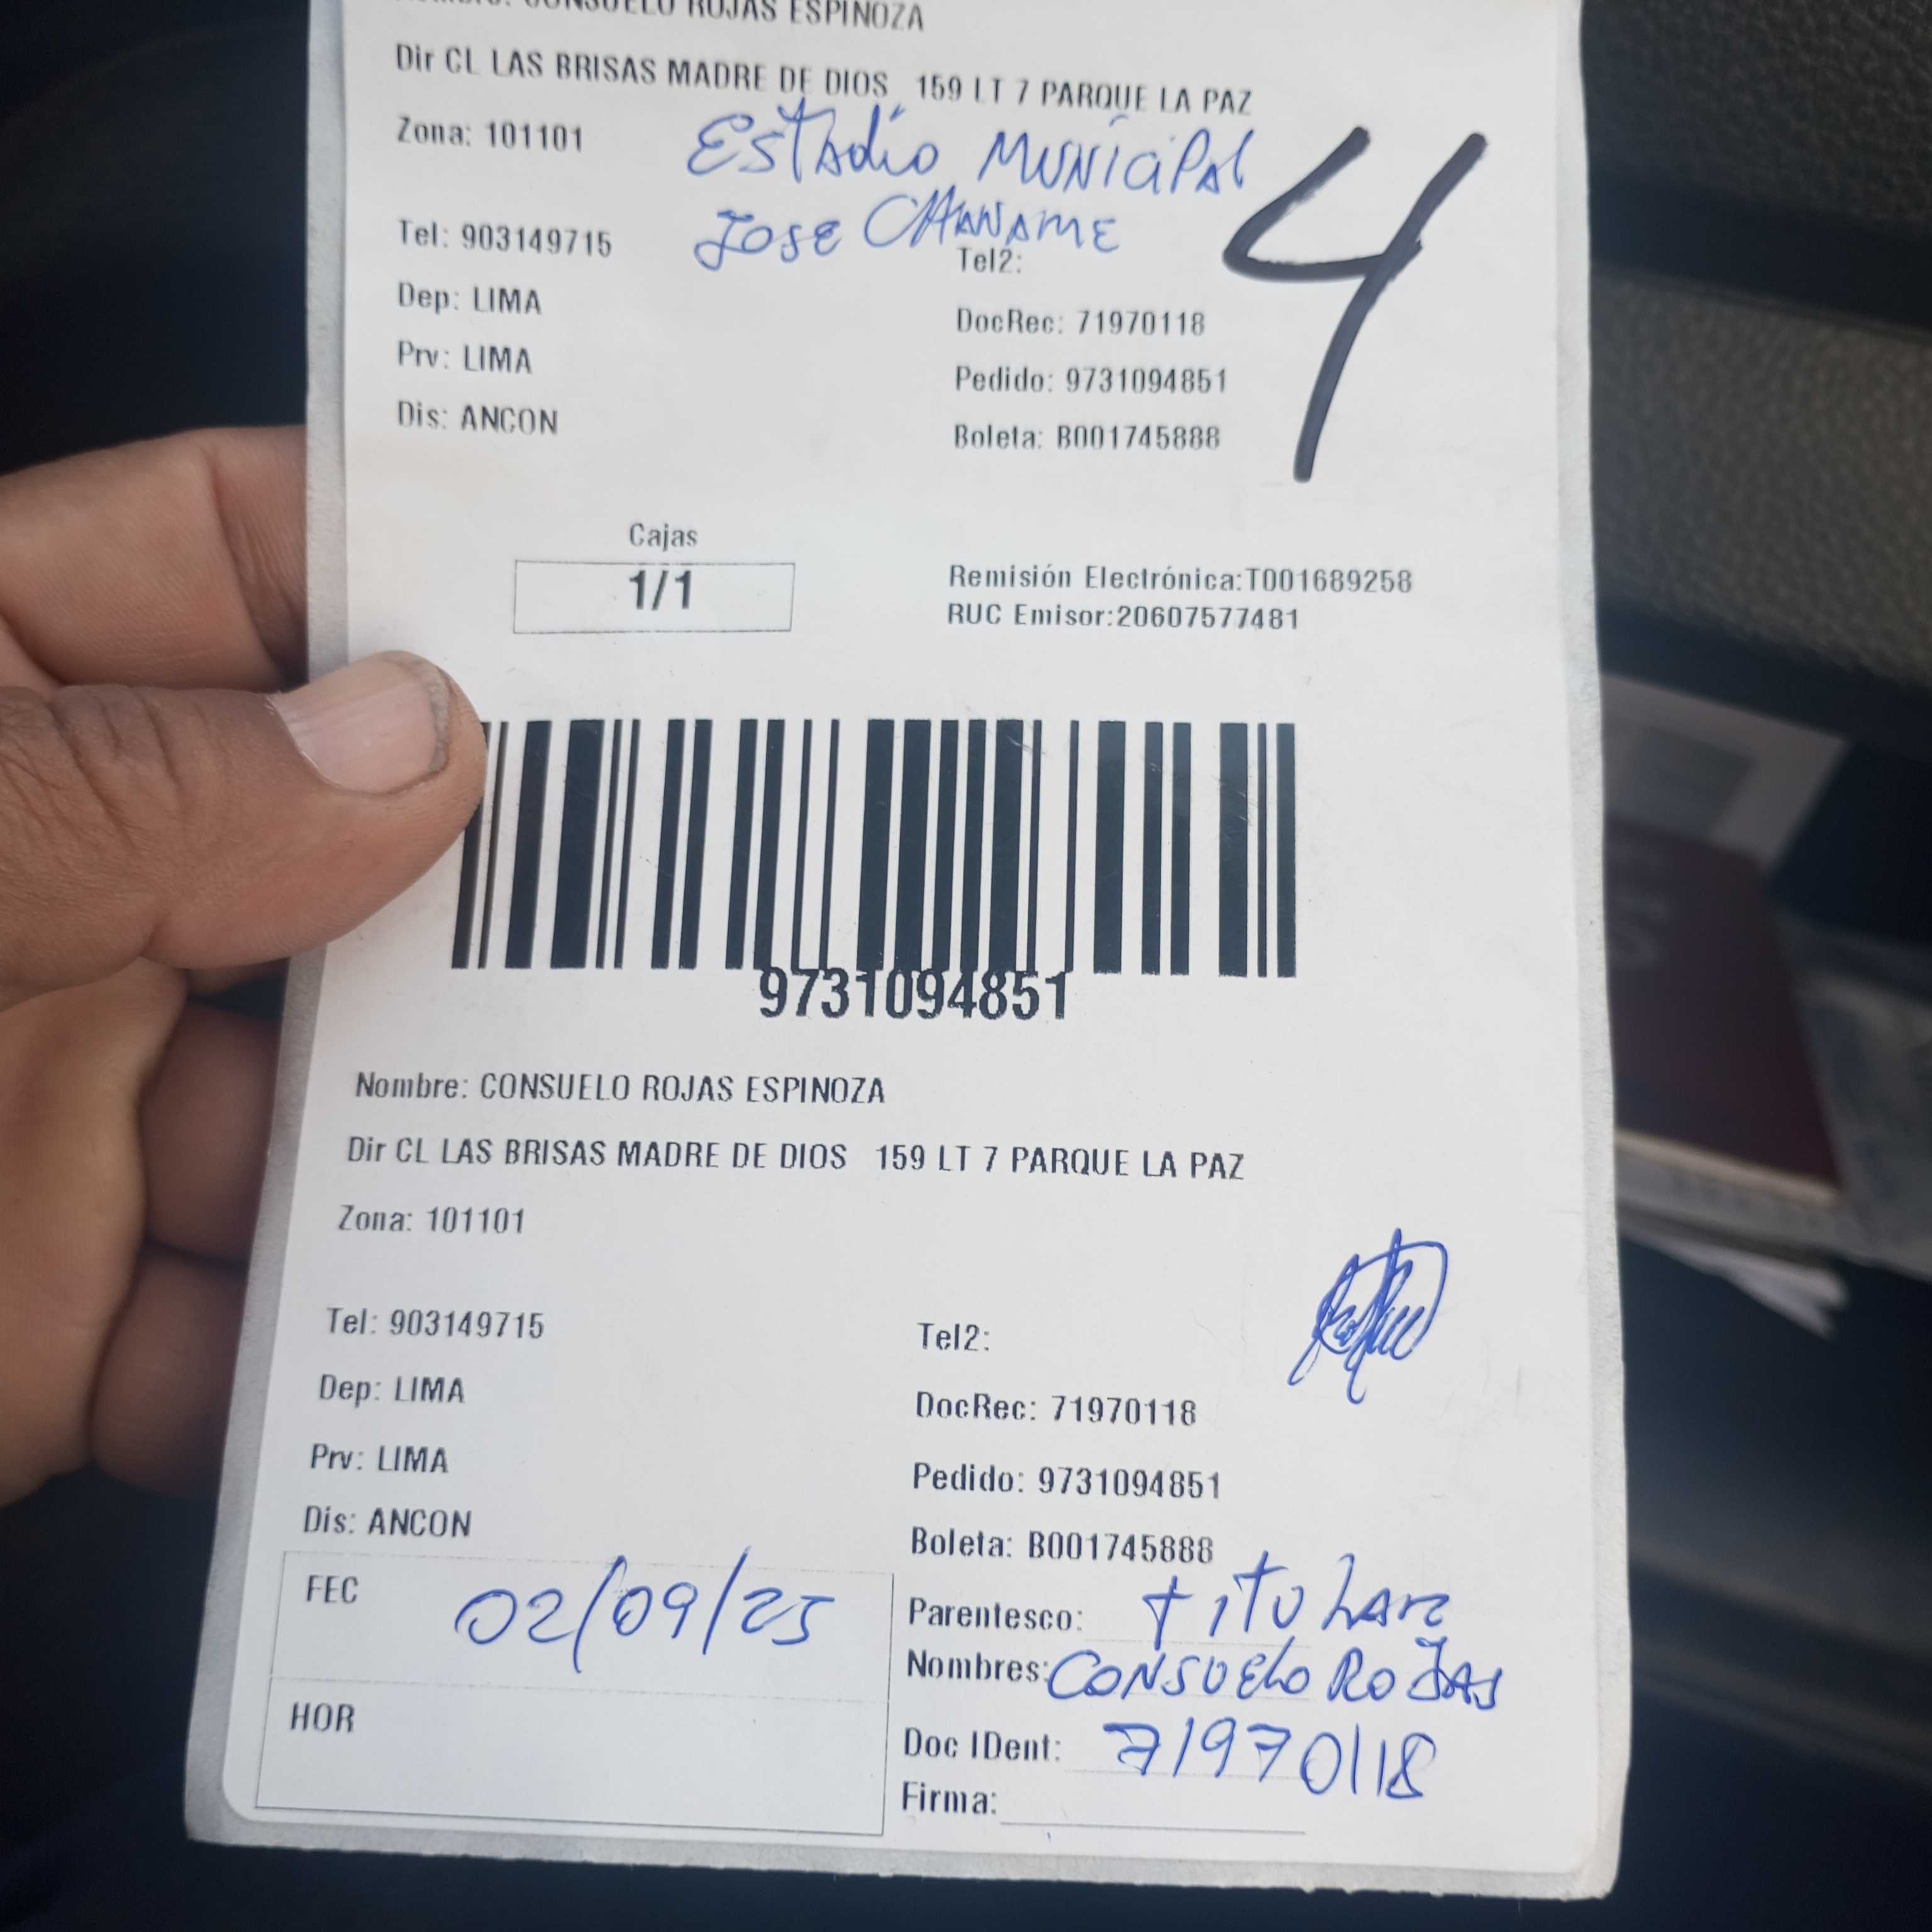 CONSUELO ROJAS ESPINOZA
Dir CL LAS BRISAS MADRE DE DIOS 159 LT 7 PARQUE LA PAZ
Zona: 101101
Estadio Municipal
Jose CHANAME
4
Tel: 903149715
Tel2:
Dep: LIMA
DocRec: 71970118
Prv: LIMA
Pedido: 9731094851
Dis: ANCON
Boleta: B001745888
Cajas
1/1
Remisión Electrónica:T001689258
RUC Emisor:20607577481
9731094851
Nombre: CONSUELO ROJAS ESPINOZA
Dir CL LAS BRISAS MADRE DE DIOS 159 LT 7 PARQUE LA PAZ
Zona: 101101
Tel: 903149715
Tel2:
Dep: LIMA
DocRec: 71970118
Prv: LIMA
Pedido: 9731094851
Dis: ANCON
Boleta: B001745888
FEC 02/09/25
Parentesco: tITULAR
Nombres: CONSUELO ROJAS
HOR
Doc IDent: 71970118
Firma: